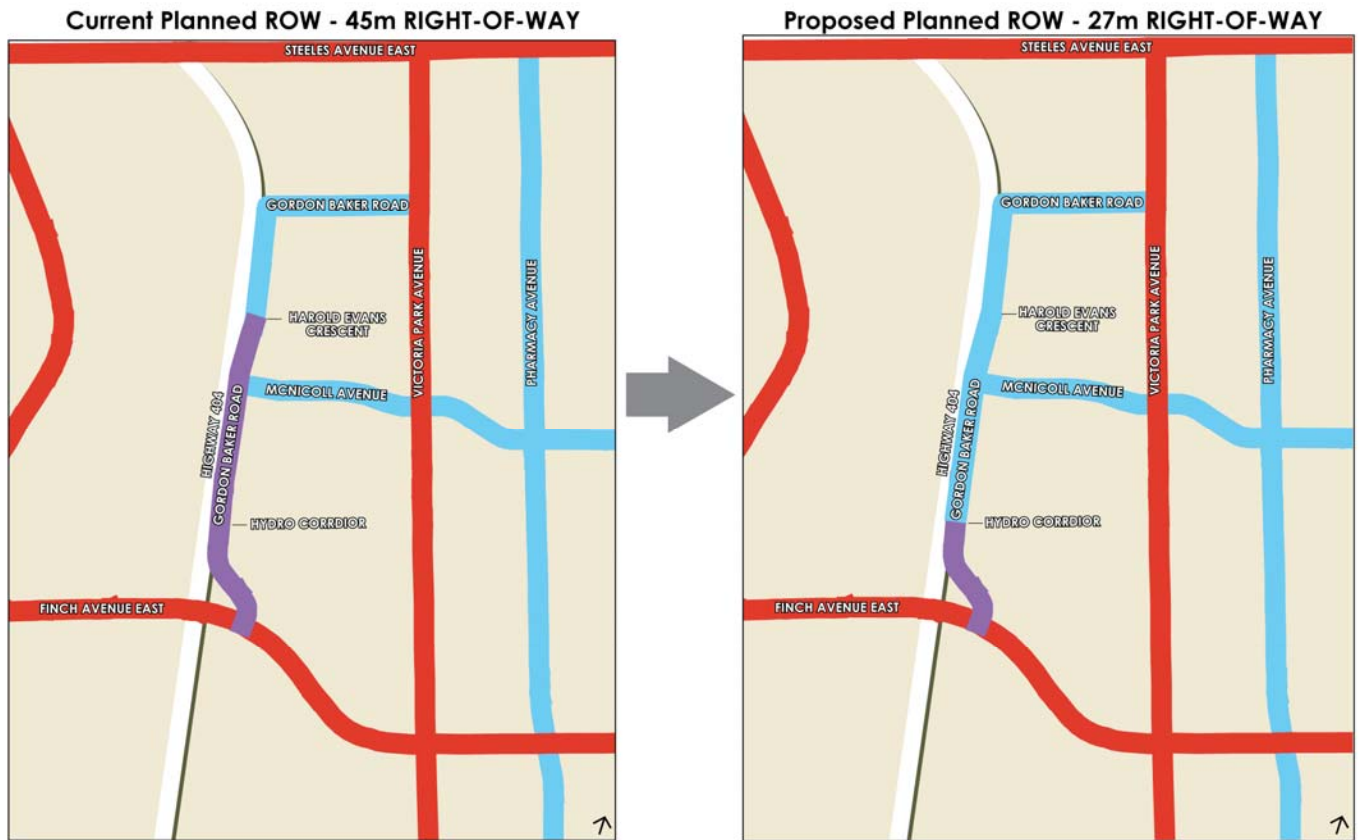 Current Planned ROW - 45m RIGHT-OF-WAY
STEELES AVENUE EAST
GORDON BAKER ROAD
HAROLD EVANS
CRESCENT
VICTORIA PARK AVENUE
PHARMACY AVENUE
MCNICOLL AVENUE
HIGHWAY 404
GORDON BAKER ROAD
HYDRO CORRDIOR
FINCH AVENUE EAST
Proposed Planned ROW - 27m RIGHT-OF-WAY
STEELES AVENUE EAST
GORDON BAKER ROAD
HAROLD EVANS
CRESCENT
VICTORIA PARK AVENUE
PHARMACY AVENUE
MCNICOLL AVENUE
HIGHWAY 404
GORDON BAKER ROAD
HYDRO CORRDIOR
FINCH AVENUE EAST